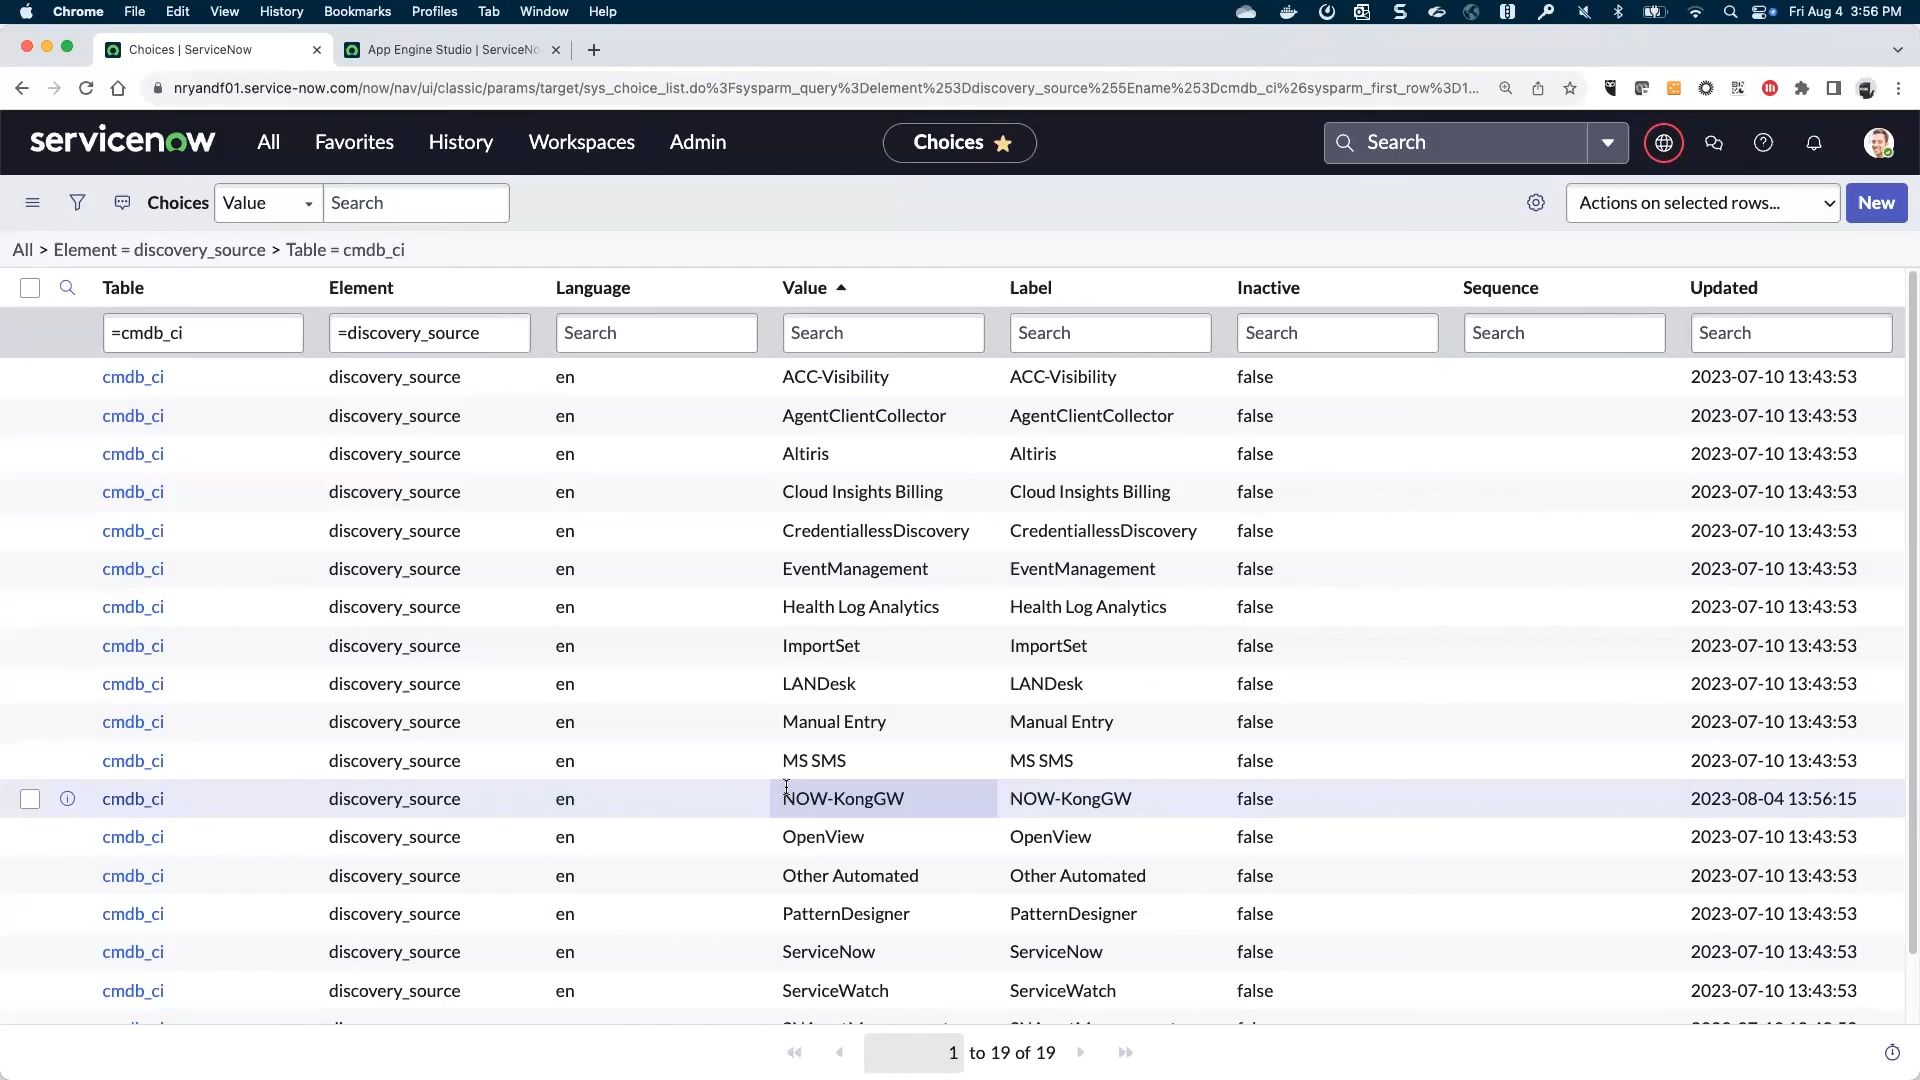 Chrome File Edit View History Bookmarks Profiles Tab Window Help Fri Aug 4 3:56 PM
Choices | ServiceNow App Engine Studio | ServiceNo
nryandf01.service-now.com/now/nav/ui/classic/params/target/sys_choice_list.do%3Fsysparm_query%3Delement%253Ddiscovery_source%255Ename%253Dcmdb_ci%26sysparm_first_row%3D1...
servicenow All Favorites History Workspaces Admin Choices Search
Choices Value Search Actions on selected rows... New
All > Element = discovery_source > Table = cmdb_ci
Table Element Language Value Label Inactive Sequence Updated
=cmdb_ci =discovery_source Search Search Search Search Search Search
cmdb_ci discovery_source en ACC-Visibility ACC-Visibility false 2023-07-10 13:43:53
cmdb_ci discovery_source en AgentClientCollector AgentClientCollector false 2023-07-10 13:43:53
cmdb_ci discovery_source en Altiris Altiris false 2023-07-10 13:43:53
cmdb_ci discovery_source en Cloud Insights Billing Cloud Insights Billing false 2023-07-10 13:43:53
cmdb_ci discovery_source en CredentiallessDiscovery CredentiallessDiscovery false 2023-07-10 13:43:53
cmdb_ci discovery_source en EventManagement EventManagement false 2023-07-10 13:43:53
cmdb_ci discovery_source en Health Log Analytics Health Log Analytics false 2023-07-10 13:43:53
cmdb_ci discovery_source en ImportSet ImportSet false 2023-07-10 13:43:53
cmdb_ci discovery_source en LANDesk LANDesk false 2023-07-10 13:43:53
cmdb_ci discovery_source en Manual Entry Manual Entry false 2023-07-10 13:43:53
cmdb_ci discovery_source en MS SMS MS SMS false 2023-07-10 13:43:53
cmdb_ci discovery_source en NOW-KongGW NOW-KongGW false 2023-08-04 13:56:15
cmdb_ci discovery_source en OpenView OpenView false 2023-07-10 13:43:53
cmdb_ci discovery_source en Other Automated Other Automated false 2023-07-10 13:43:53
cmdb_ci discovery_source en PatternDesigner PatternDesigner false 2023-07-10 13:43:53
cmdb_ci discovery_source en ServiceNow ServiceNow false 2023-07-10 13:43:53
cmdb_ci discovery_source en ServiceWatch ServiceWatch false 2023-07-10 13:43:53
1 to 19 of 19